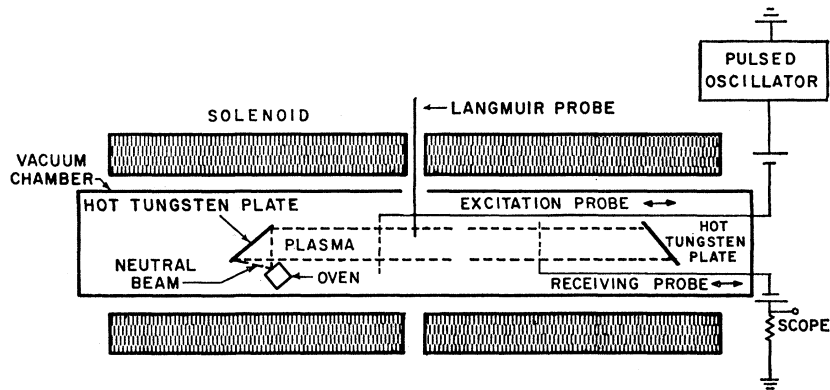 PULSED
OSCILLATOR
SOLENOID
LANGMUIR PROBE
VACUUM
CHAMBER
HOT TUNGSTEN PLATE
EXCITATION PROBE
PLASMA
HOT
TUNGSTEN
PLATE
NEUTRAL
BEAM
OVEN
RECEIVING PROBE
SCOPE